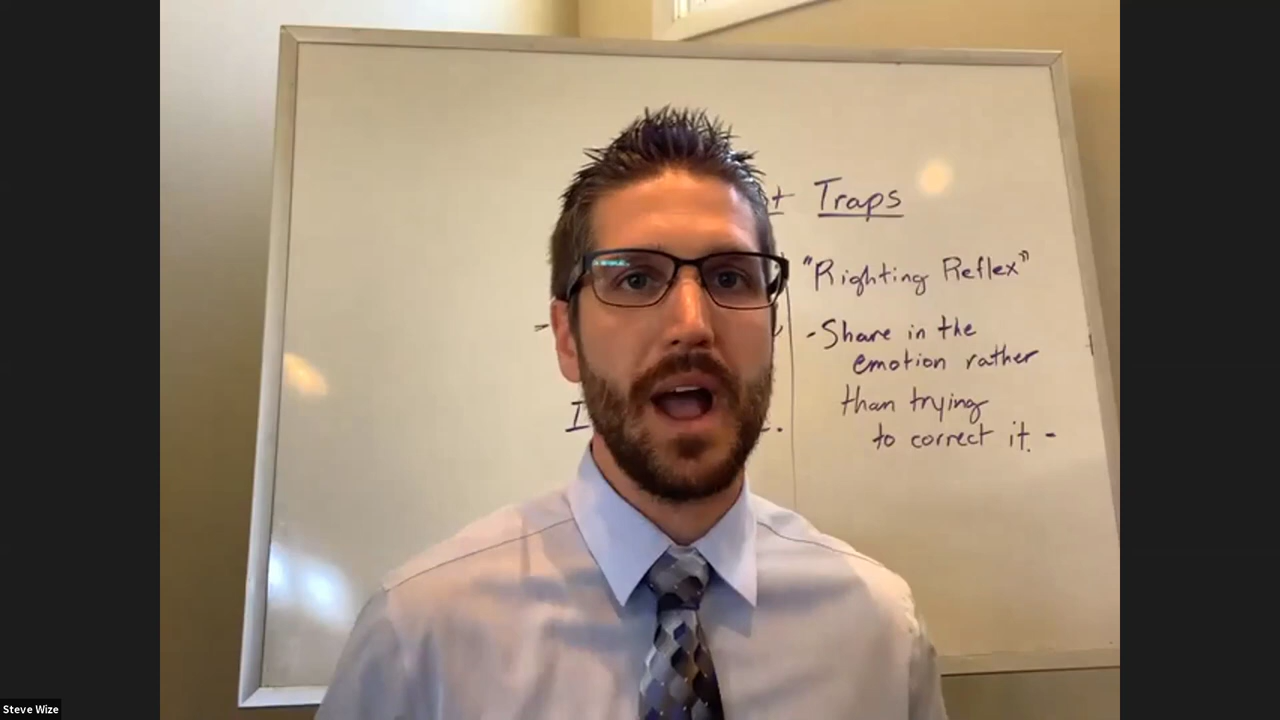 Traps
"Righting Reflex"
- Share in the
emotion rather
than trying
to correct it. -
Steve Wize